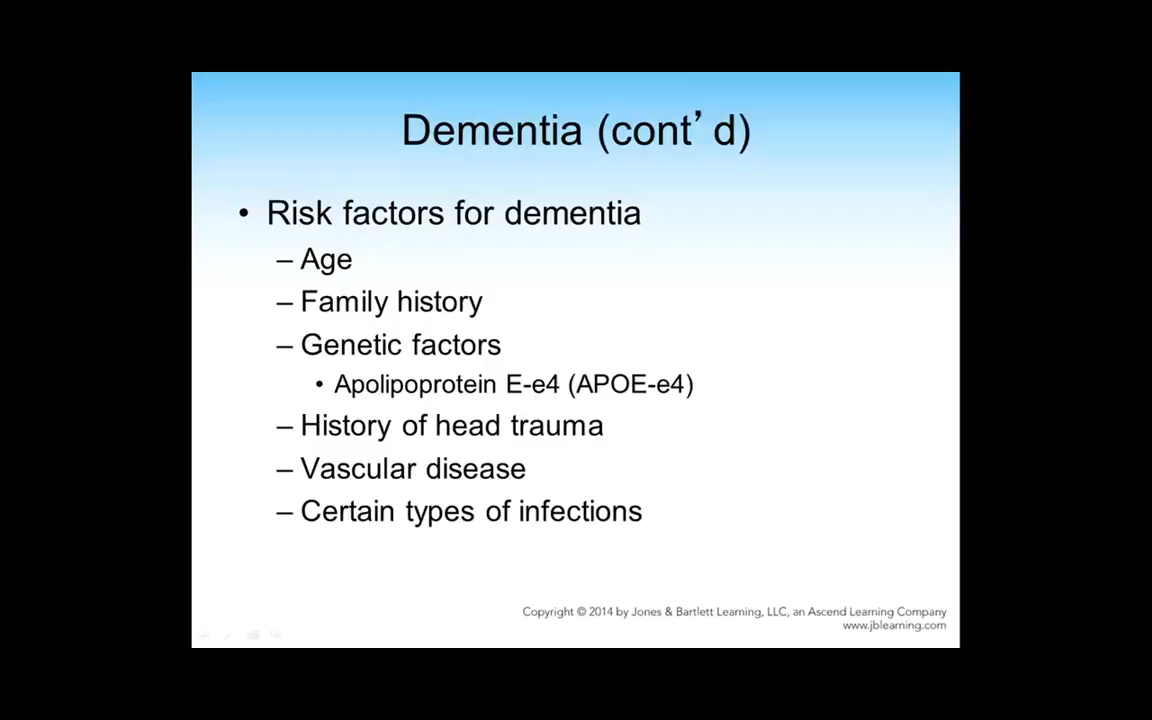 Dementia (cont’d)
• Risk factors for dementia
– Age
– Family history
– Genetic factors
• Apolipoprotein E-e4 (APOE-e4)
– History of head trauma
– Vascular disease
– Certain types of infections
Copyright © 2014 by Jones & Bartlett Learning, LLC, an Ascend Learning Company
www.jblearning.com